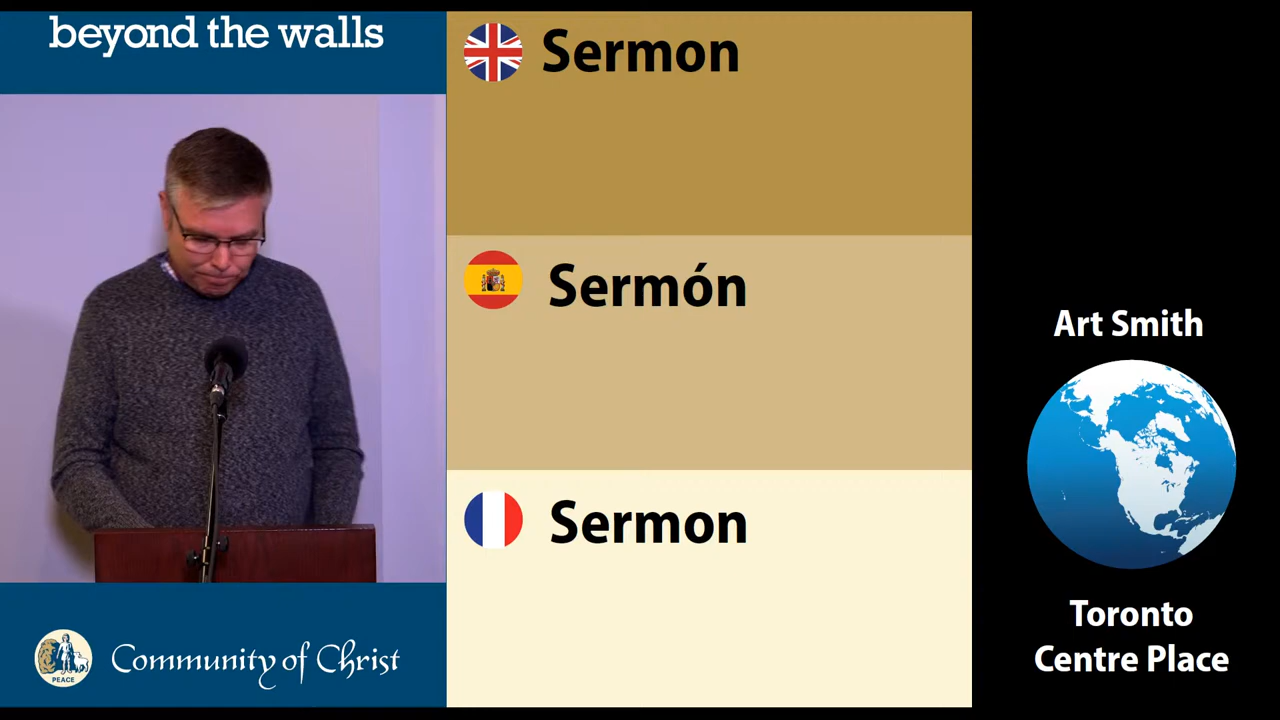 beyond the walls
Sermon
Sermón
Sermon
Art Smith
Toronto
Centre Place
PEACE
Community of Christ